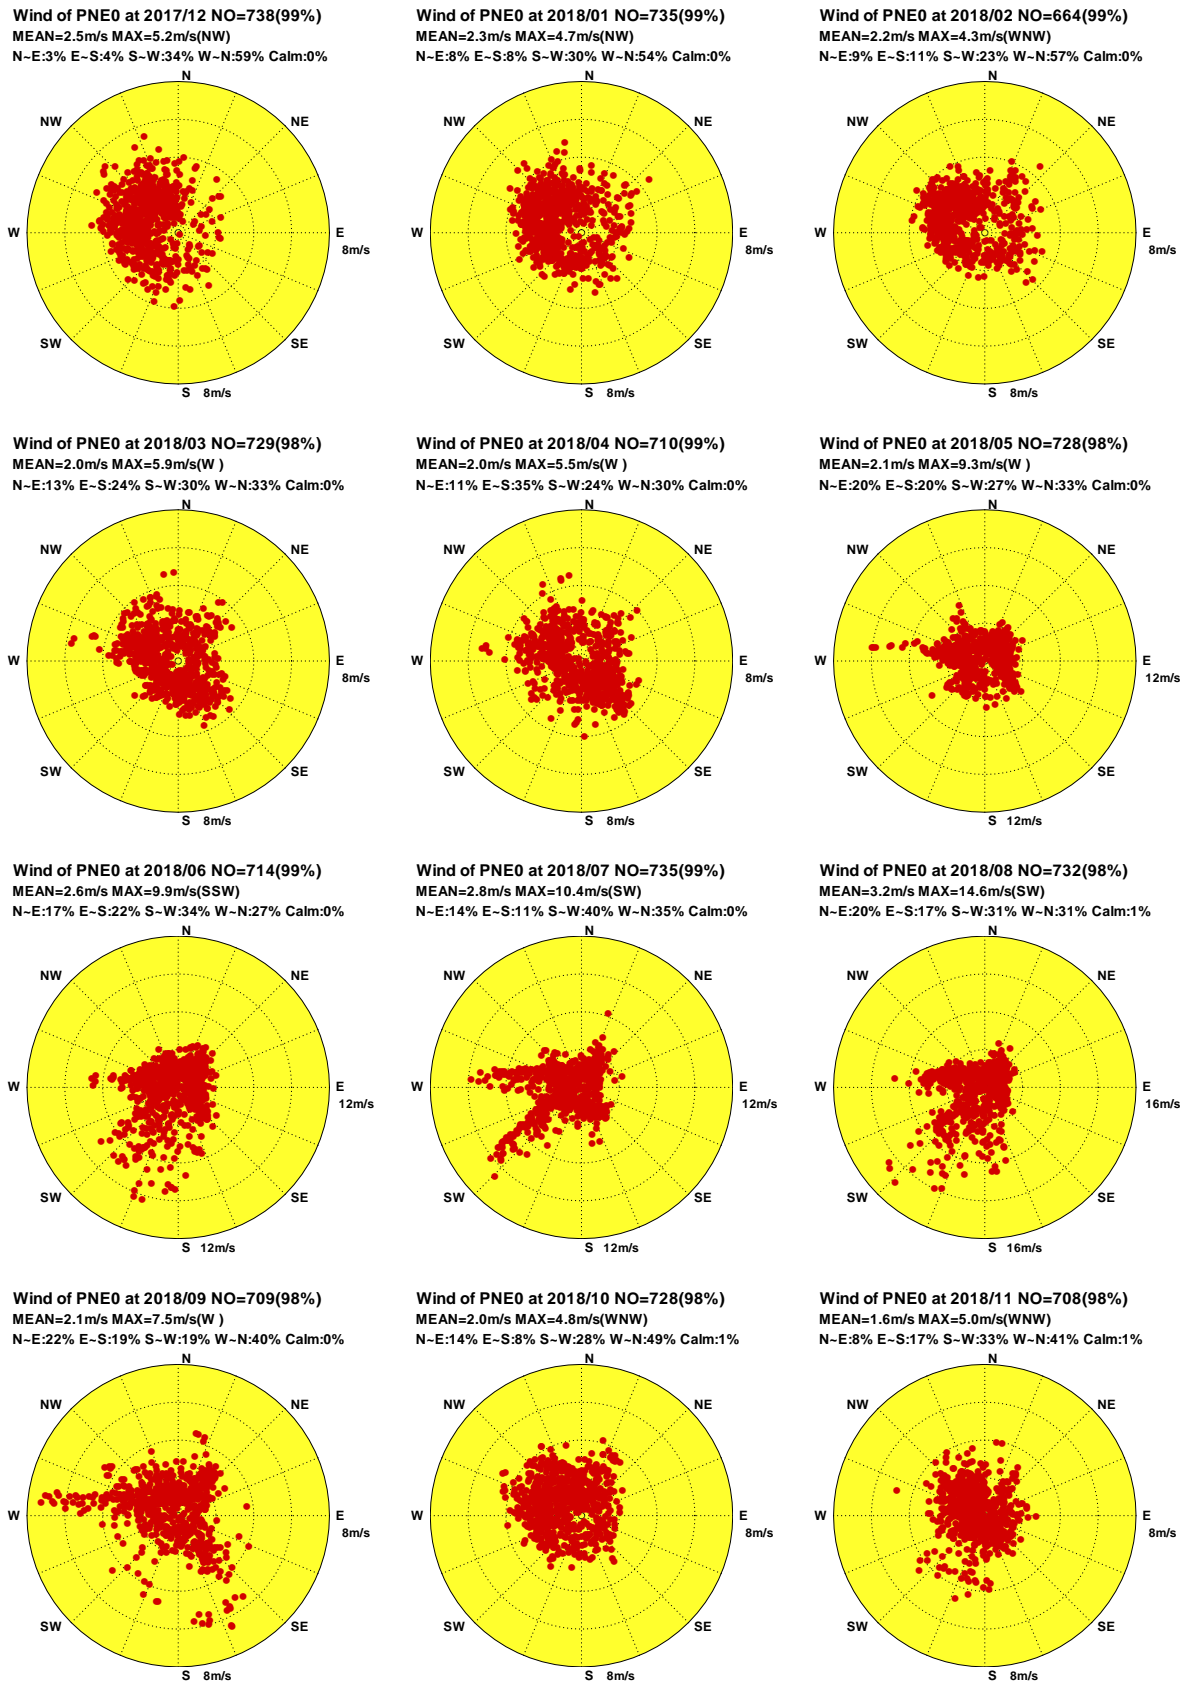 Wind of PNE0 at 2017/12 NO=738(99%)
MEAN=2.5m/s MAX=5.2m/s(NW)
N~E:3% E~S:4% S~W:34% W~N:59% Calm:0%
N
NW
NE
W
E
8m/s
SW
SE
S 8m/s
Wind of PNE0 at 2018/01 NO=735(99%)
MEAN=2.3m/s MAX=4.7m/s(NW)
N~E:8% E~S:8% S~W:30% W~N:54% Calm:0%
N
NW
NE
W
E
8m/s
SW
SE
S 8m/s
Wind of PNE0 at 2018/02 NO=664(99%)
MEAN=2.2m/s MAX=4.3m/s(WNW)
N~E:9% E~S:11% S~W:23% W~N:57% Calm:0%
N
NW
NE
W
E
8m/s
SW
SE
S 8m/s
Wind of PNE0 at 2018/03 NO=729(98%)
MEAN=2.0m/s MAX=5.9m/s(W )
N~E:13% E~S:24% S~W:30% W~N:33% Calm:0%
N
NW
NE
W
E
8m/s
SW
SE
S 8m/s
Wind of PNE0 at 2018/04 NO=710(99%)
MEAN=2.0m/s MAX=5.5m/s(W )
N~E:11% E~S:35% S~W:24% W~N:30% Calm:0%
N
NW
NE
W
E
8m/s
SW
SE
S 8m/s
Wind of PNE0 at 2018/05 NO=728(98%)
MEAN=2.1m/s MAX=9.3m/s(W )
N~E:20% E~S:20% S~W:27% W~N:33% Calm:0%
N
NW
NE
W
E
12m/s
SW
SE
S 12m/s
Wind of PNE0 at 2018/06 NO=714(99%)
MEAN=2.6m/s MAX=9.9m/s(SSW)
N~E:17% E~S:22% S~W:34% W~N:27% Calm:0%
N
NW
NE
W
E
12m/s
SW
SE
S 12m/s
Wind of PNE0 at 2018/07 NO=735(99%)
MEAN=2.8m/s MAX=10.4m/s(SW)
N~E:14% E~S:11% S~W:40% W~N:35% Calm:0%
N
NW
NE
W
E
12m/s
SW
SE
S 12m/s
Wind of PNE0 at 2018/08 NO=732(98%)
MEAN=3.2m/s MAX=14.6m/s(SW)
N~E:20% E~S:17% S~W:31% W~N:31% Calm:1%
N
NW
NE
W
E
16m/s
SW
SE
S 16m/s
Wind of PNE0 at 2018/09 NO=709(98%)
MEAN=2.1m/s MAX=7.5m/s(W )
N~E:22% E~S:19% S~W:19% W~N:40% Calm:0%
N
NW
NE
W
E
8m/s
SW
SE
S 8m/s
Wind of PNE0 at 2018/10 NO=728(98%)
MEAN=2.0m/s MAX=4.8m/s(WNW)
N~E:14% E~S:8% S~W:28% W~N:49% Calm:1%
N
NW
NE
W
E
8m/s
SW
SE
S 8m/s
Wind of PNE0 at 2018/11 NO=708(98%)
MEAN=1.6m/s MAX=5.0m/s(WNW)
N~E:8% E~S:17% S~W:33% W~N:41% Calm:1%
N
NW
NE
W
E
8m/s
SW
SE
S 8m/s